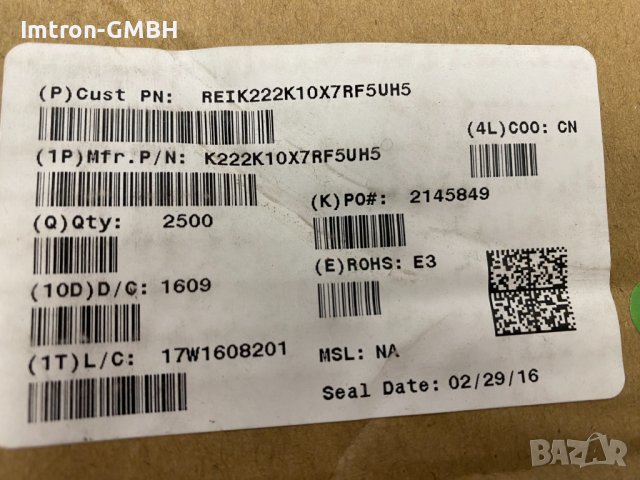 Imtron-GMBH
(P)Cust PN: REIK222K10X7RF5UH5
(4L)COO: CN
(1P)Mfr.P/N: K222K10X7RF5UH5
(K)PO#: 2145849
(Q)Qty: 2500
(E)ROHS: E3
(10D)D/C: 1609
(1T)L/C: 17W1608201
MSL: NA
Seal Date: 02/29/16
BAZAR